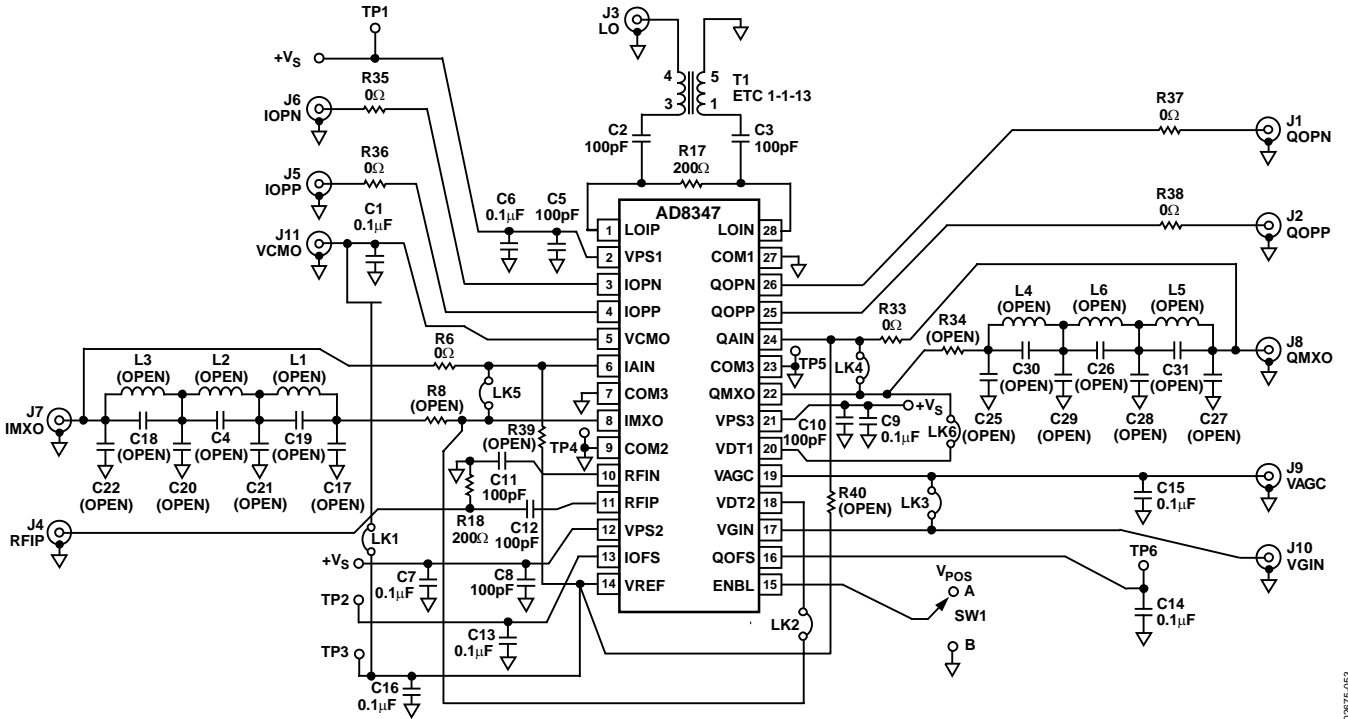 TP1
J3
LO
+VS
4
5
3
1
T1
ETC 1-1-13
R35
0Ω
J6
IOPN
R36
0Ω
J5
IOPP
C1
0.1µF
J11
VCMO
C2
100pF
R17
200Ω
C3
100pF
C6
0.1µF
C5
100pF
R37
0Ω
J1
QOPN
R38
0Ω
J2
QOPP
AD8347
1 LOIP
2 VPS1
3 IOPN
4 IOPP
5 VCMO
6 IAIN
7 COM3
8 IMXO
9 COM2
10 RFIN
11 RFIP
12 VPS2
13 IOFS
14 VREF
LOIN 28
COM1 27
QOPN 26
QOPP 25
QAIN 24
COM3 23
QMXO 22
VPS3 21
VDT1 20
VAGC 19
VDT2 18
VGIN 17
QOFS 16
ENBL 15
R6
0Ω
L3
(OPEN)
L2
(OPEN)
L1
(OPEN)
J7
IMXO
C18
(OPEN)
C4
(OPEN)
C19
(OPEN)
R8
(OPEN)
LK5
R39
(OPEN)
TP4
C22
(OPEN)
C20
(OPEN)
C21
(OPEN)
C17
(OPEN)
C11
100pF
R18
200Ω
C12
100pF
J4
RFIP
LK1
+VS
C7
0.1µF
C8
100pF
TP2
C13
0.1µF
TP3
C16
0.1µF
R33
0Ω
R34
(OPEN)
L4
(OPEN)
L6
(OPEN)
L5
(OPEN)
J8
QMXO
TP5
LK4
C30
(OPEN)
C26
(OPEN)
C31
(OPEN)
C25
(OPEN)
C29
(OPEN)
C28
(OPEN)
C27
(OPEN)
+VS
C10
100pF
C9
0.1µF
LK6
J9
VAGC
R40
(OPEN)
LK3
C15
0.1µF
J10
VGIN
TP6
C14
0.1µF
VPOS
A
SW1
B
LK2
02675-053